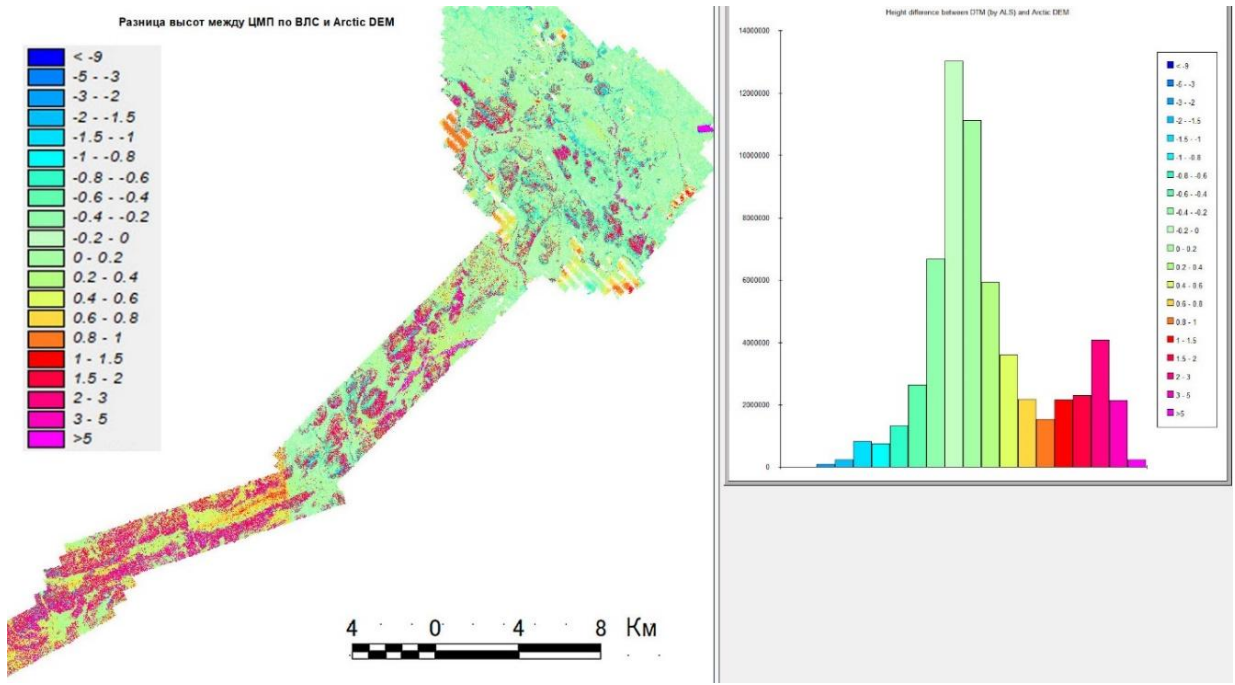 Разница высот между ЦМП по ВЛС и Arctic DEM
< -9
-5 - -3
-3 - -2
-2 - -1.5
-1.5 - -1
-1 - -0.8
-0.8 - -0.6
-0.6 - -0.4
-0.4 - -0.2
-0.2 - 0
0 - 0.2
0.2 - 0.4
0.4 - 0.6
0.6 - 0.8
0.8 - 1
1 - 1.5
1.5 - 2
2 - 3
3 - 5
>5
4 0 4 8 Км
Height difference between DTM (by ALS) and Arctic DEM
14000000
12000000
10000000
8000000
6000000
4000000
2000000
0
< -9
-5 - -3
-3 - -2
-2 - -1.5
-1.5 - -1
-1 - -0.8
-0.8 - -0.6
-0.6 - -0.4
-0.4 - -0.2
-0.2 - 0
0 - 0.2
0.2 - 0.4
0.4 - 0.6
0.6 - 0.8
0.8 - 1
1 - 1.5
1.5 - 2
2 - 3
3 - 5
>5